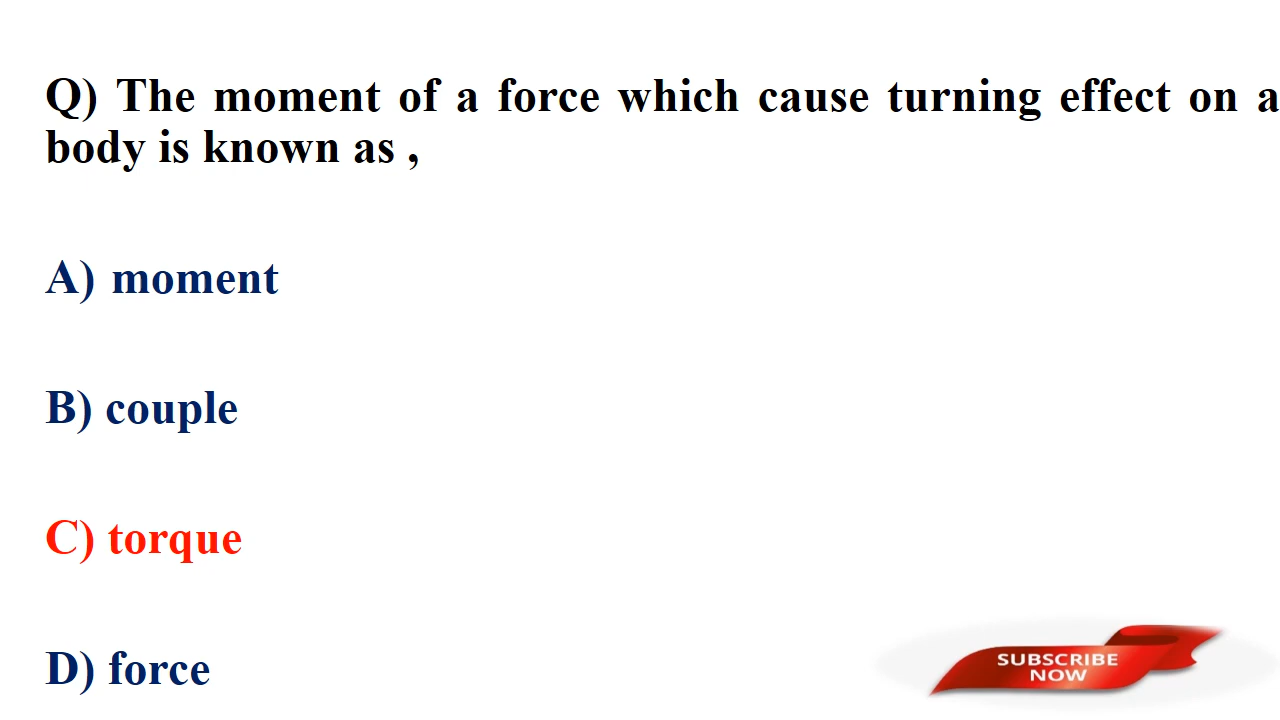 Q) The moment of a force which cause turning effect on a
body is known as ,
A) moment
B) couple
C) torque
D) force
SUBSCRIBE
NOW